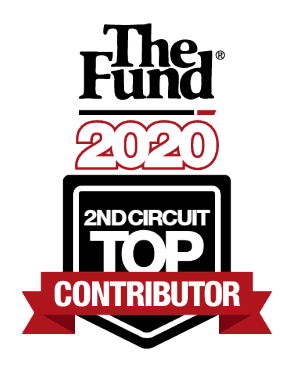 The
Fund®
2020
2ND CIRCUIT
TOP
CONTRIBUTOR